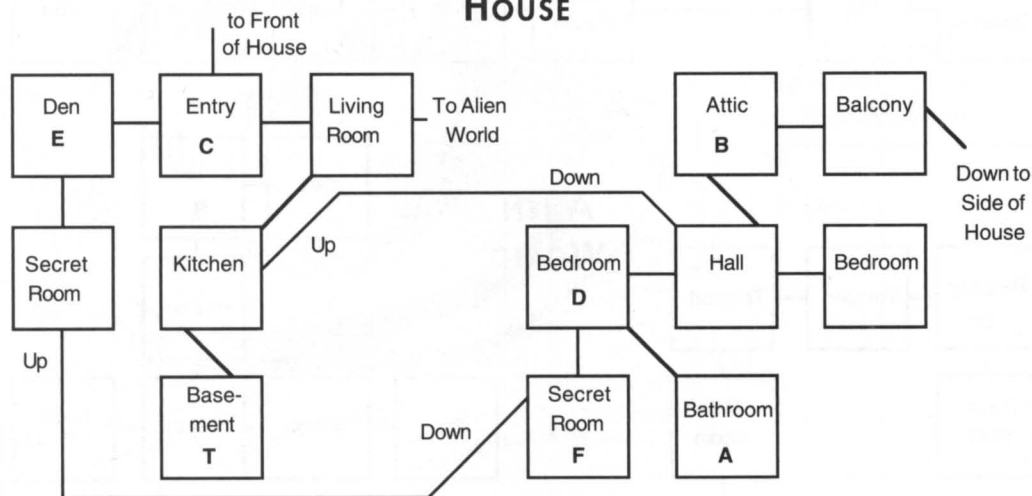 HOUSE
to Front
of House
Den
E
Entry
C
Living
Room
To Alien
World
Attic
B
Balcony
Down to
Side of
House
Down
Up
Secret
Room
Kitchen
Bedroom
D
Hall
Bedroom
Up
Base-
ment
T
Down
Secret
Room
F
Bathroom
A